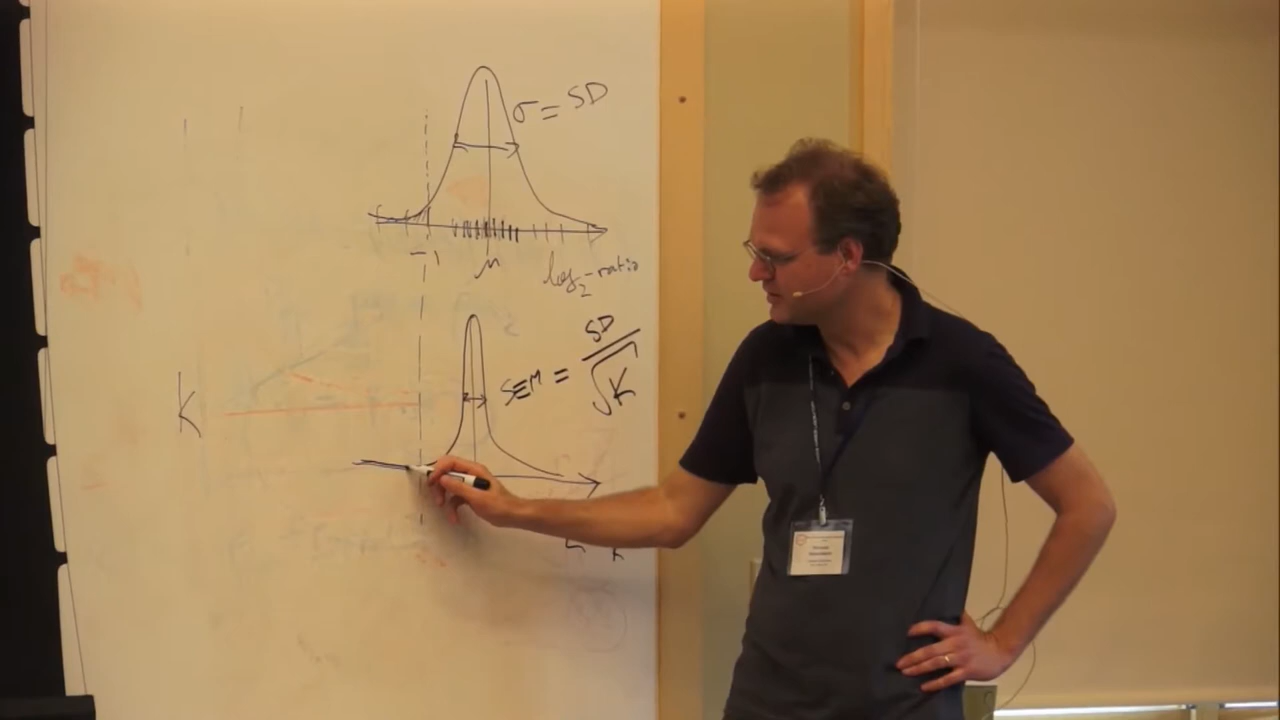 σ = SD
-1 μ log₂-ratio
K SEM = SD/√K